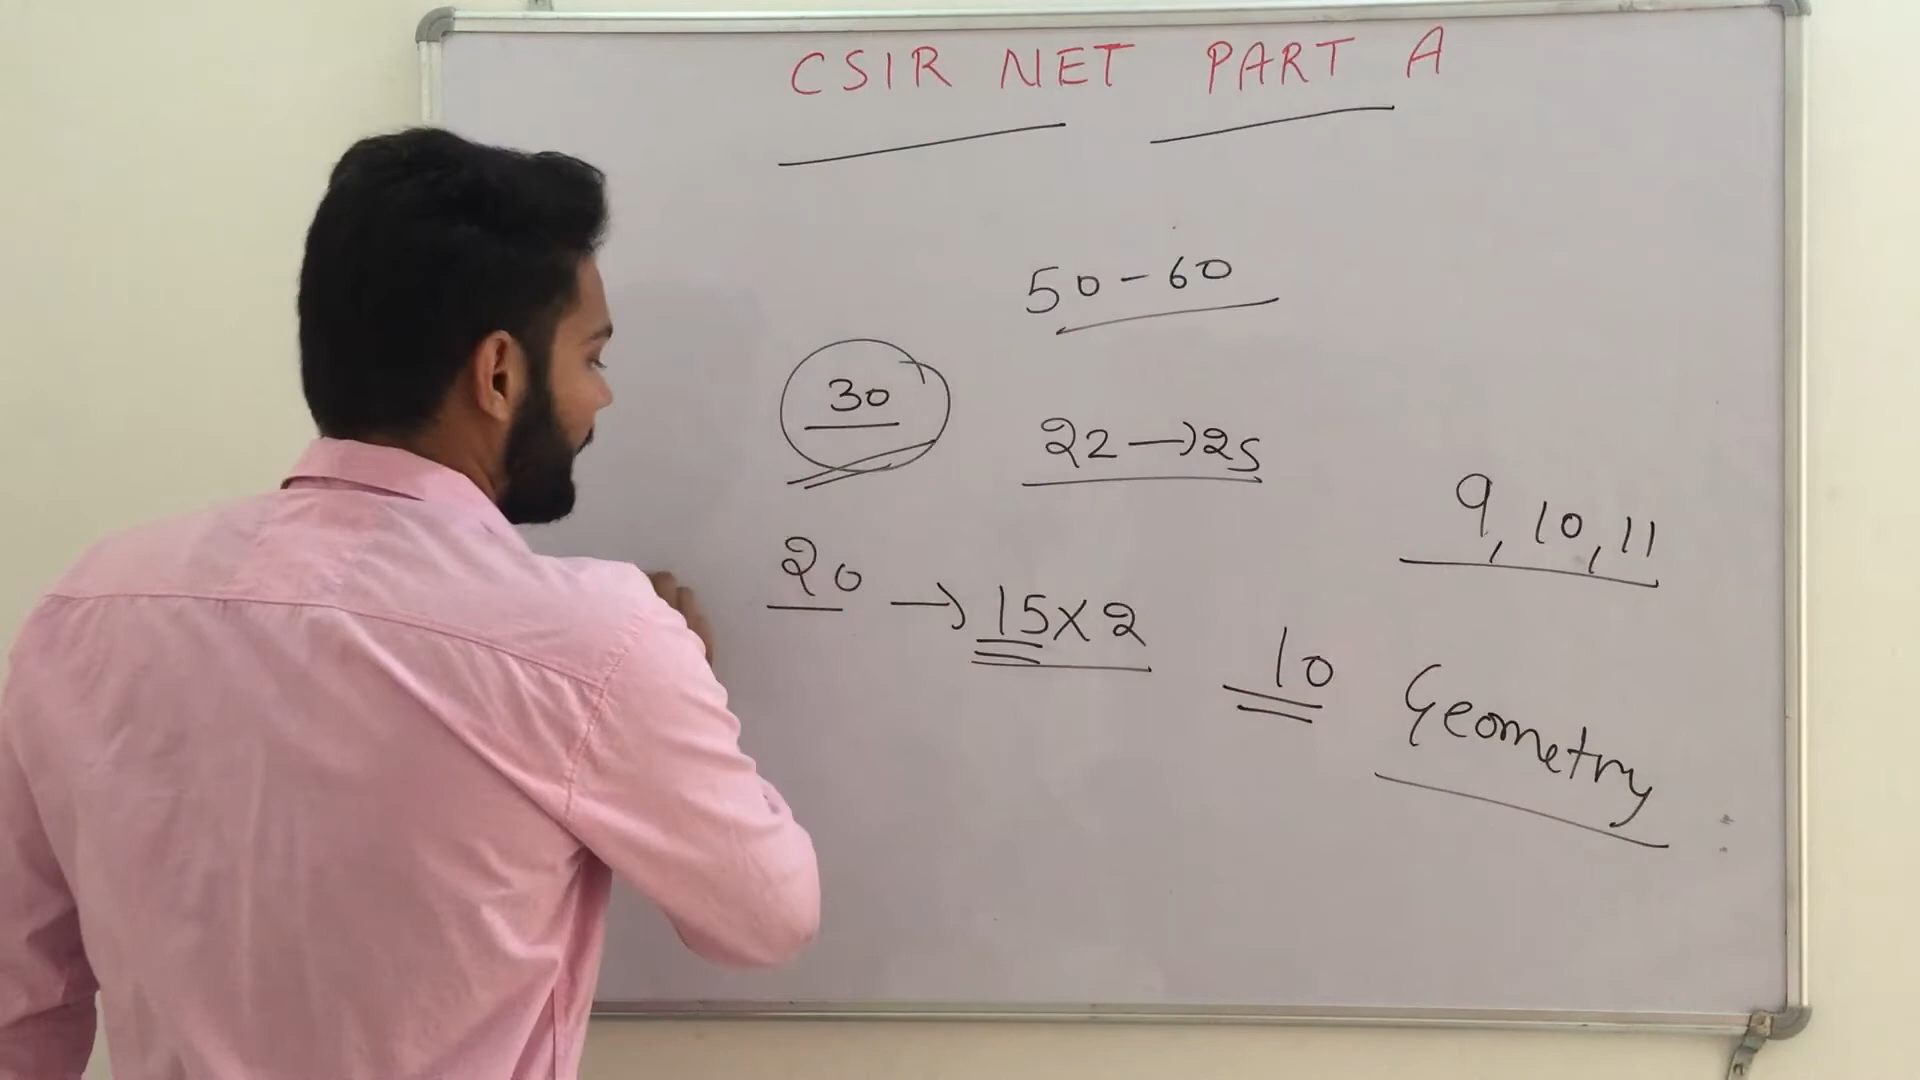 CSIR NET PART A
50-60
30
22→25
9, 10, 11
20 → 15×2
10
Geometry